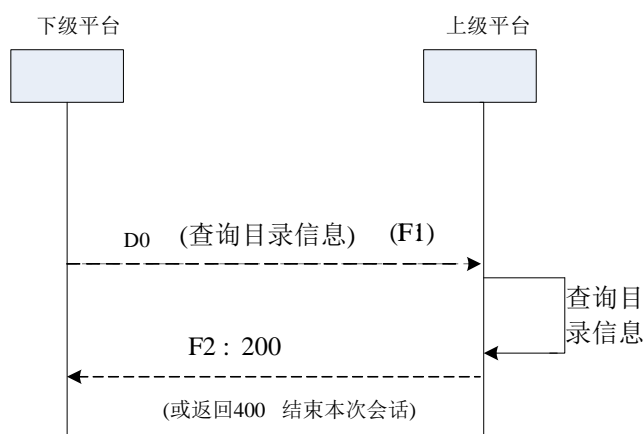 下级平台
上级平台
D0 (查询目录信息) (F1)
查询目
录信息
F2 : 200
(或返回400 结束本次会话)